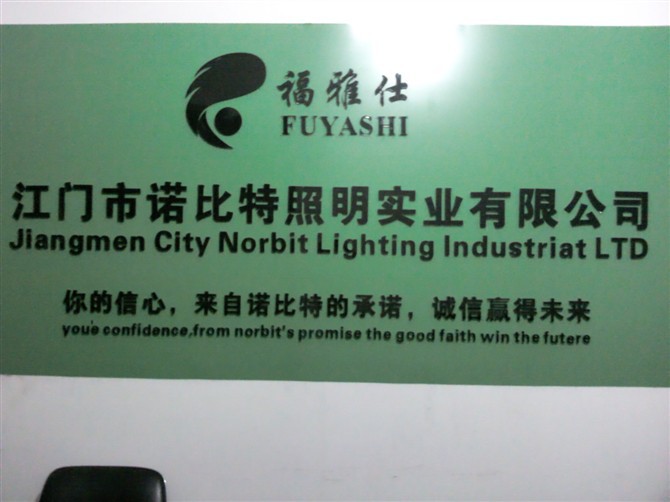 福雅仕
FUYASHI
江门市诺比特照明实业有限公司
Jiangmen City Norbit Lighting Industriat LTD
你的信心，来自诺比特的承诺，诚信赢得未来
you'e confidence,from norbit's promise the good faith win the futere